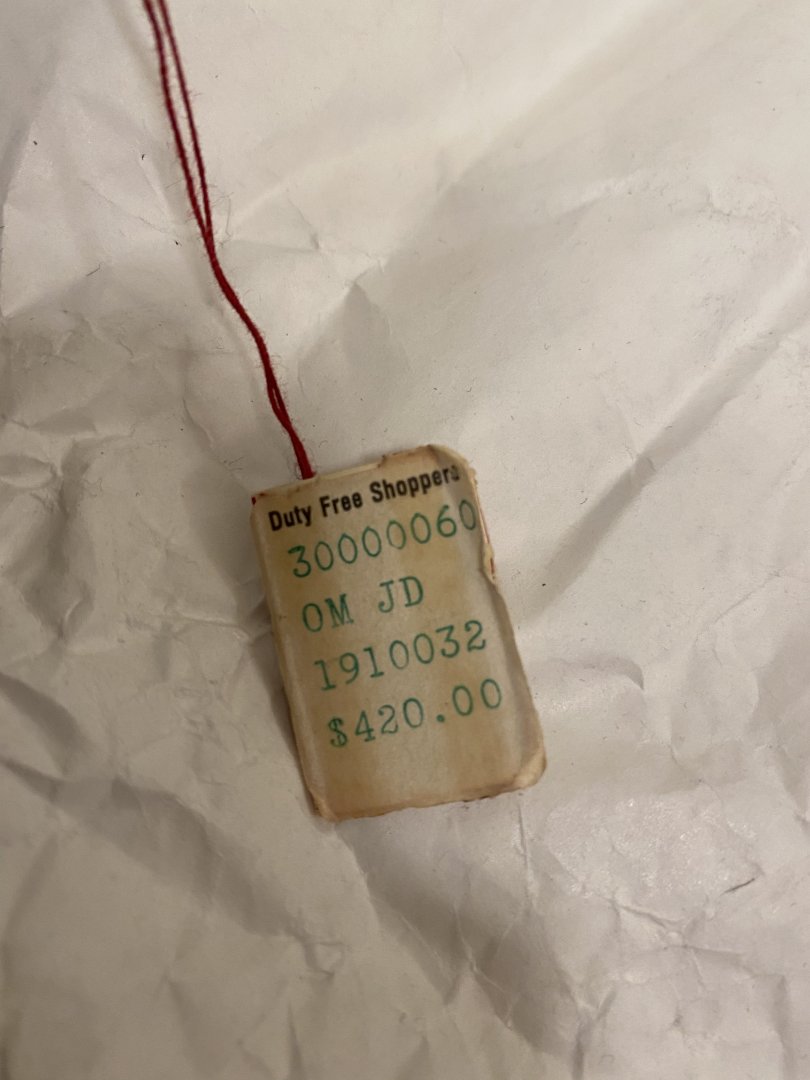 Duty Free Shoppers
30000060
OM JD
1910032
$420.00